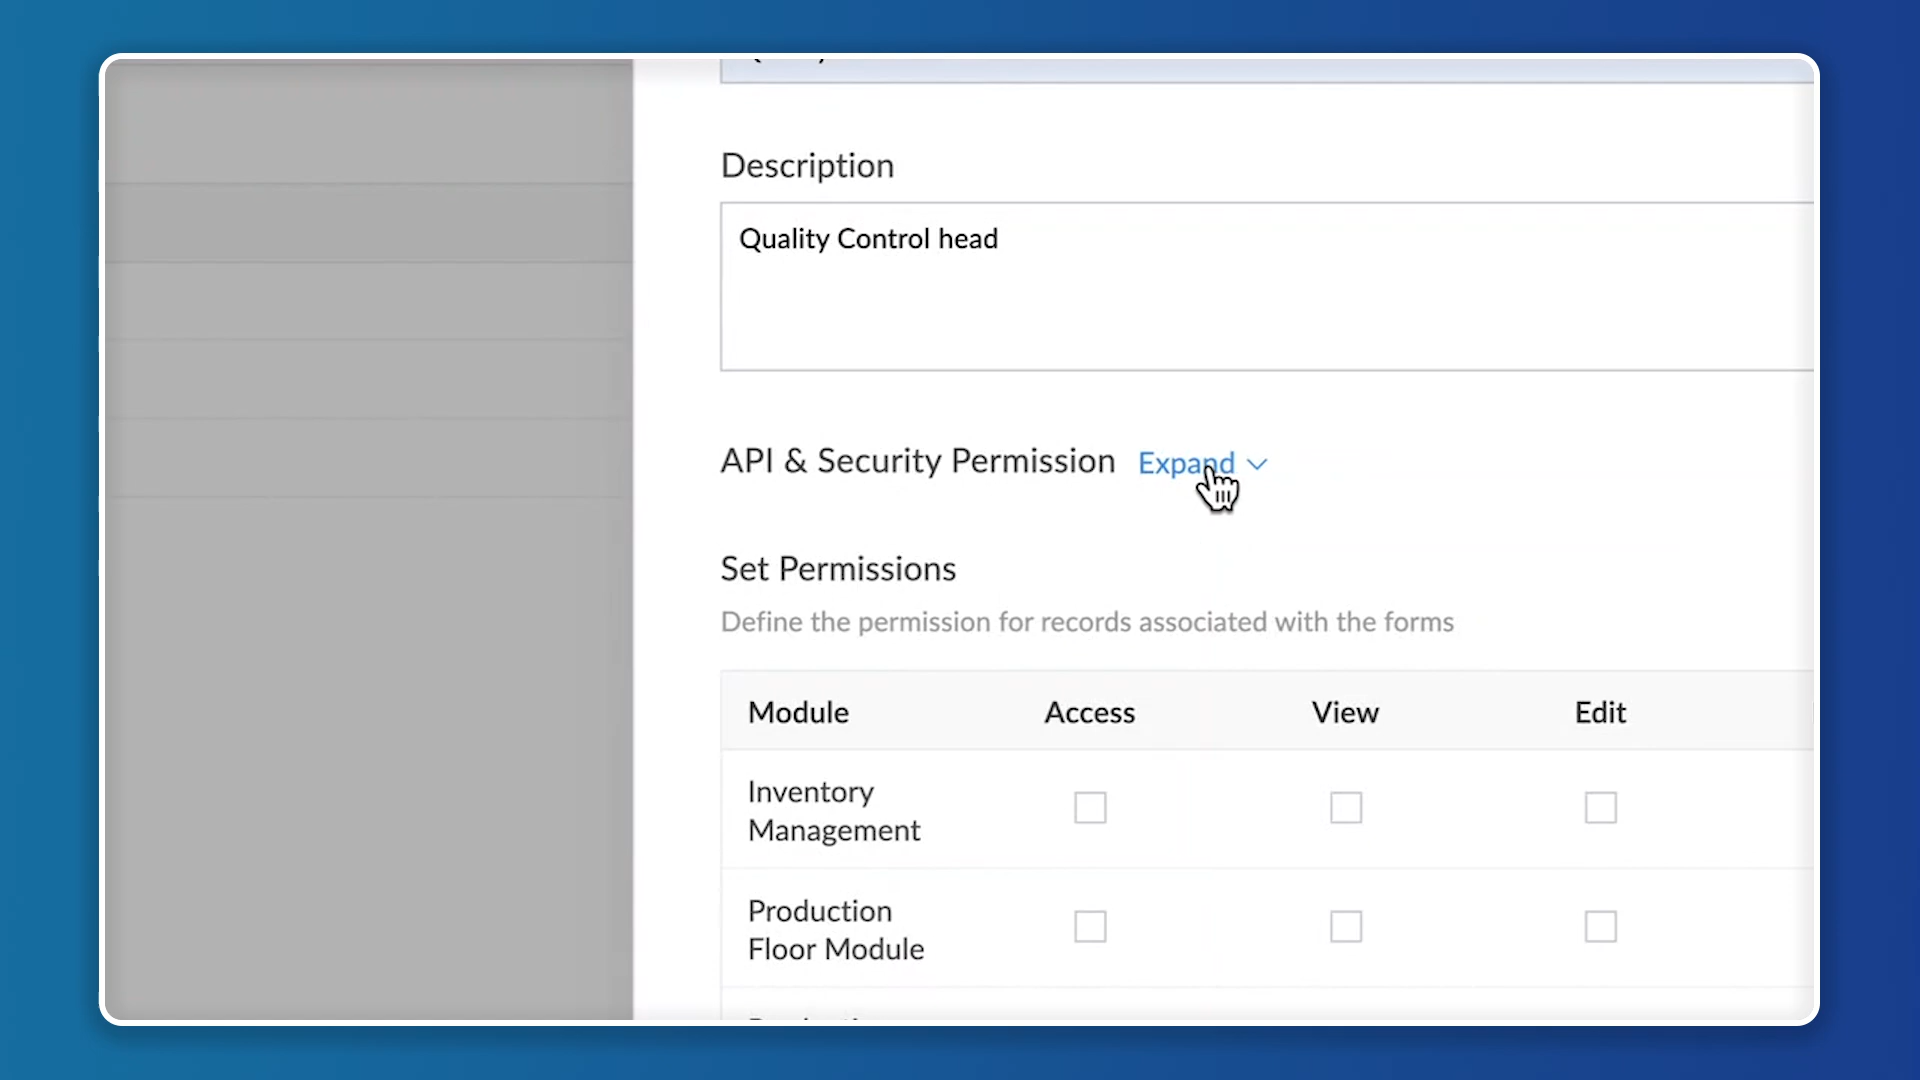 Description
Quality Control head
API & Security Permission Expand
Set Permissions
Define the permission for records associated with the forms
Module Access View Edit
Inventory
Management
Production
Floor Module